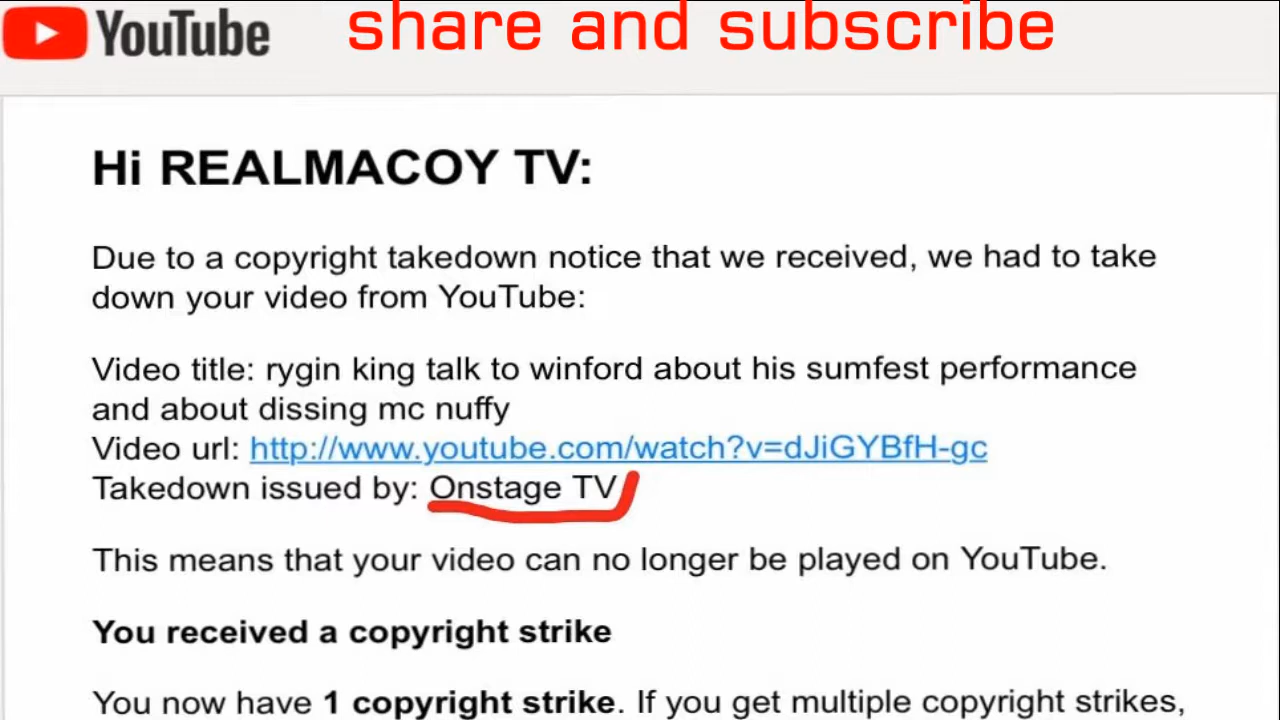 YouTube share and subscribe
Hi REALMACOY TV:
Due to a copyright takedown notice that we received, we had to take
down your video from YouTube:
Video title: rygin king talk to winford about his sumfest performance
and about dissing mc nuffy
Video url: http://www.youtube.com/watch?v=dJiGYBfH-gc
Takedown issued by: Onstage TV
This means that your video can no longer be played on YouTube.
You received a copyright strike
You now have 1 copyright strike. If you get multiple copyright strikes,